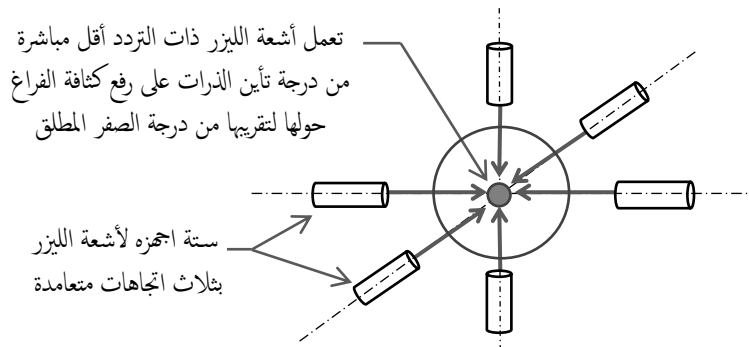 تعمل أشعة الليزر ذات التردد أقل مباشرة
من درجة تأين الذرات على رفع كثافة الفراغ
حولها لتقريبها من درجة الصفر المطلق
ستة اجهزه لأشعة الليزر
بثلاث اتجاهات متعامدة